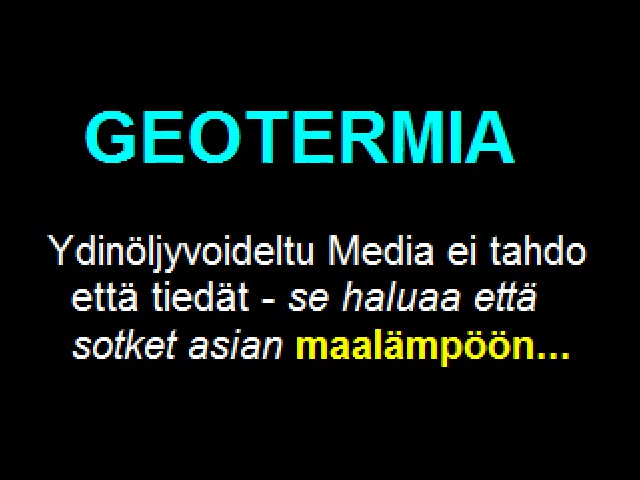 GEOTERMIA
Ydinöljyvoideltu Media ei tahdo
että tiedät - se haluaa että
sotket asian maalämpöön...